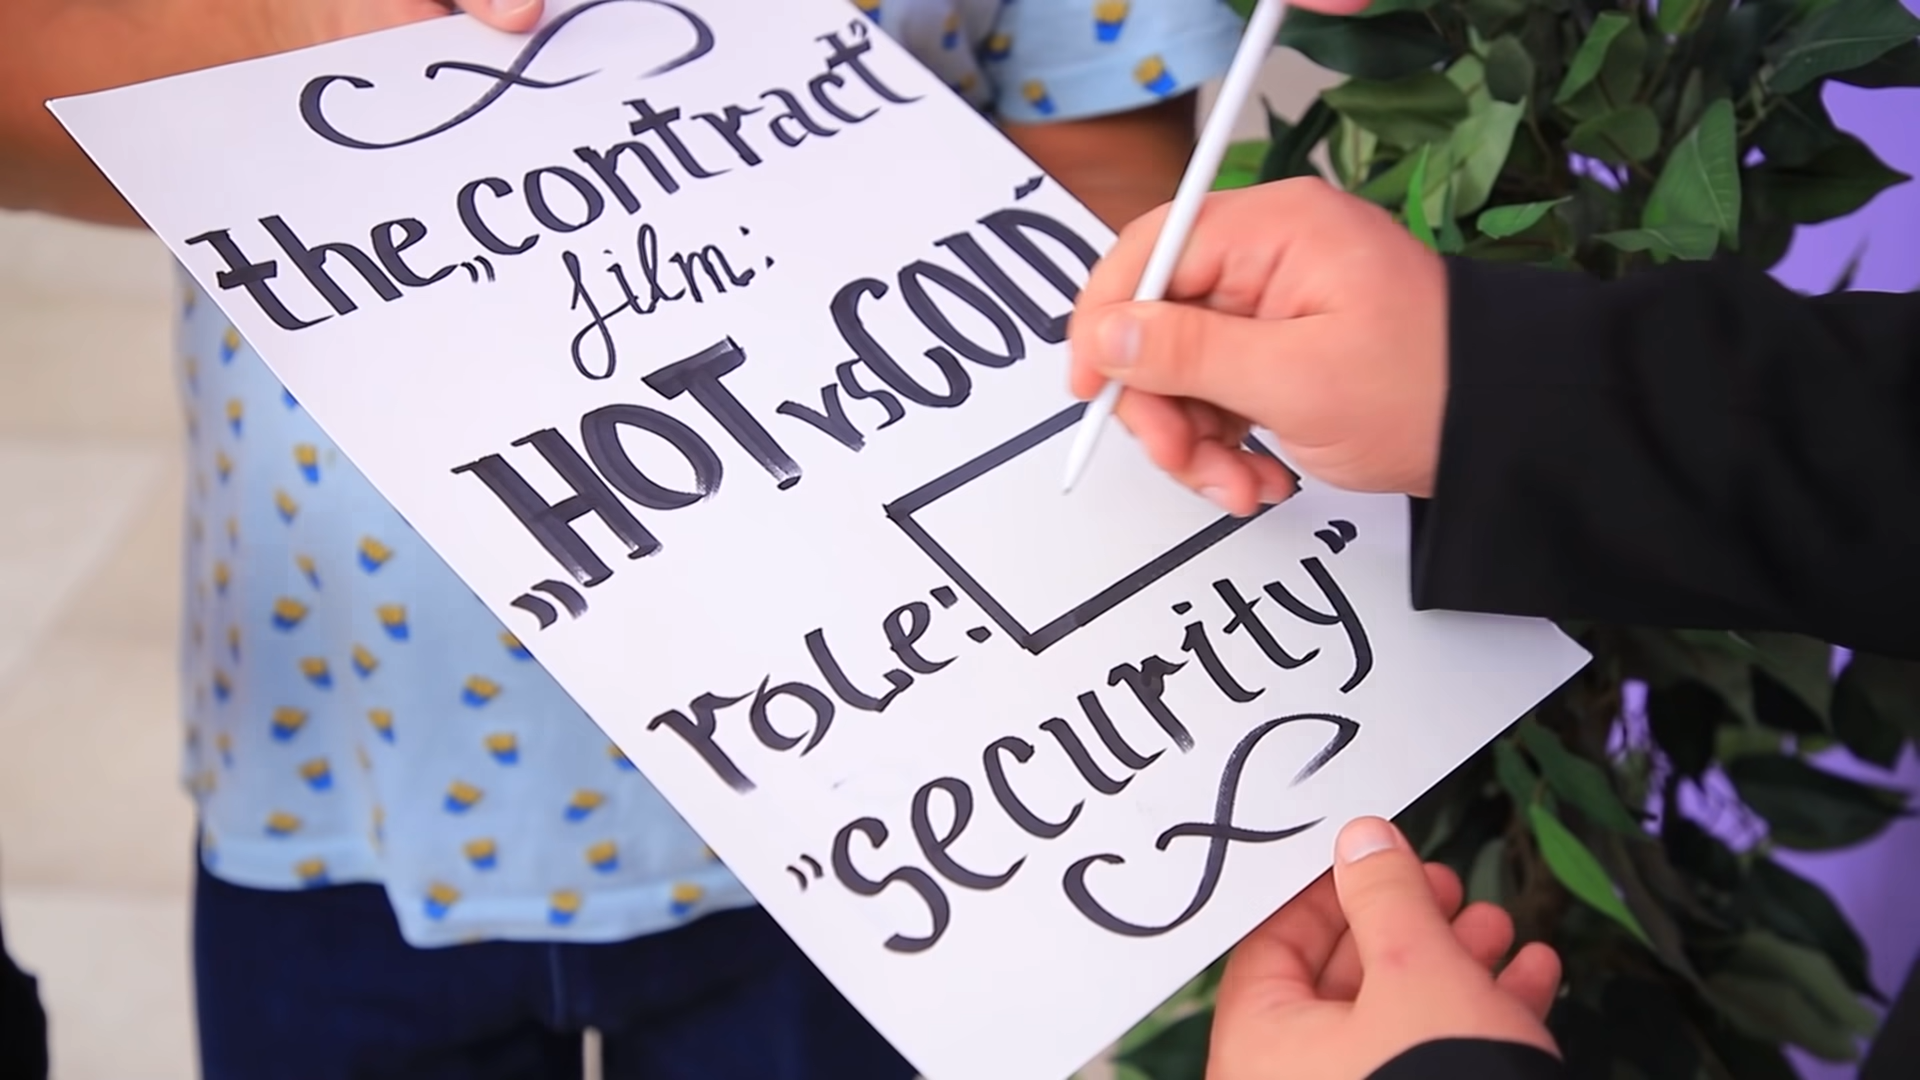 the „contract”
film:
„HOT vs COLD”
role:
”security”